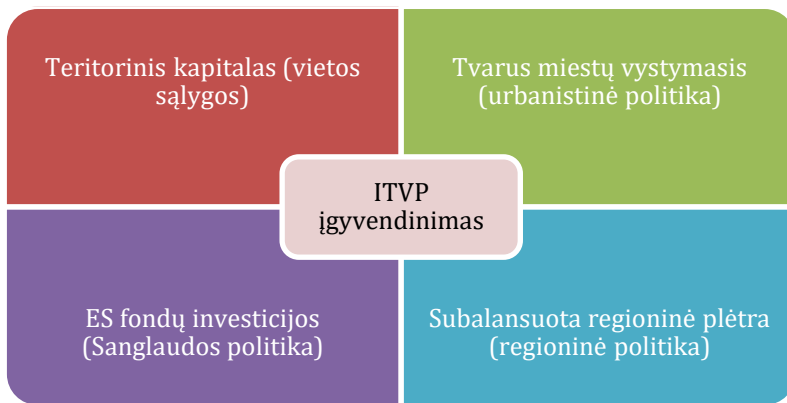 Teritorinis kapitalas (vietos
sąlygos)
Tvarus miestų vystymasis
(urbanistinė politika)
ITVP
įgyvendinimas
ES fondų investicijos
(Sanglaudos politika)
Subalansuota regioninė plėtra
(regioninė politika)